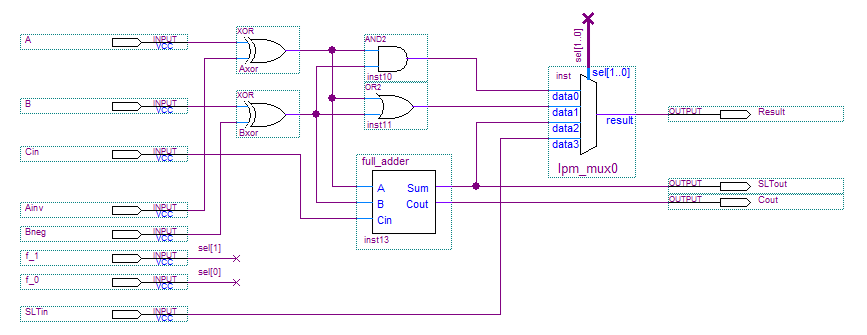 A
INPUT
VCC
XOR
Axor
AND2
inst10
sel[1..0]
inst
sel[1..0]
data0
data1
data2
data3
result
lpm_mux0
B
INPUT
VCC
XOR
Bxor
OR2
inst11
OUTPUT
Result
Cin
INPUT
VCC
full_adder
A
B
Cin
Sum
Cout
inst13
OUTPUT
SLTout
OUTPUT
Cout
Ainv
INPUT
VCC
Bneg
INPUT
VCC
f_1
INPUT
VCC
sel[1]
f_0
INPUT
VCC
sel[0]
SLTin
INPUT
VCC